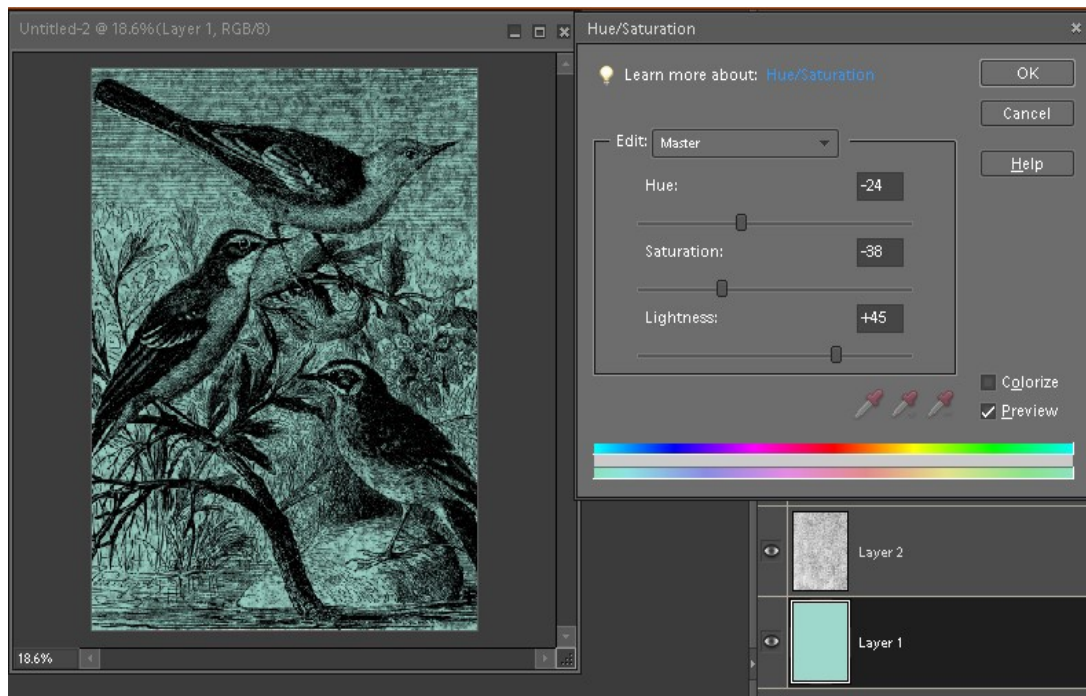 Untitled-2 @ 18.6%(Layer 1, RGB/8)
18.6%
Hue/Saturation
Learn more about: Hue/Saturation
OK
Cancel
Help
Edit: Master
Hue: -24
Saturation: -38
Lightness: +45
Colorize
Preview
Layer 2
Layer 1